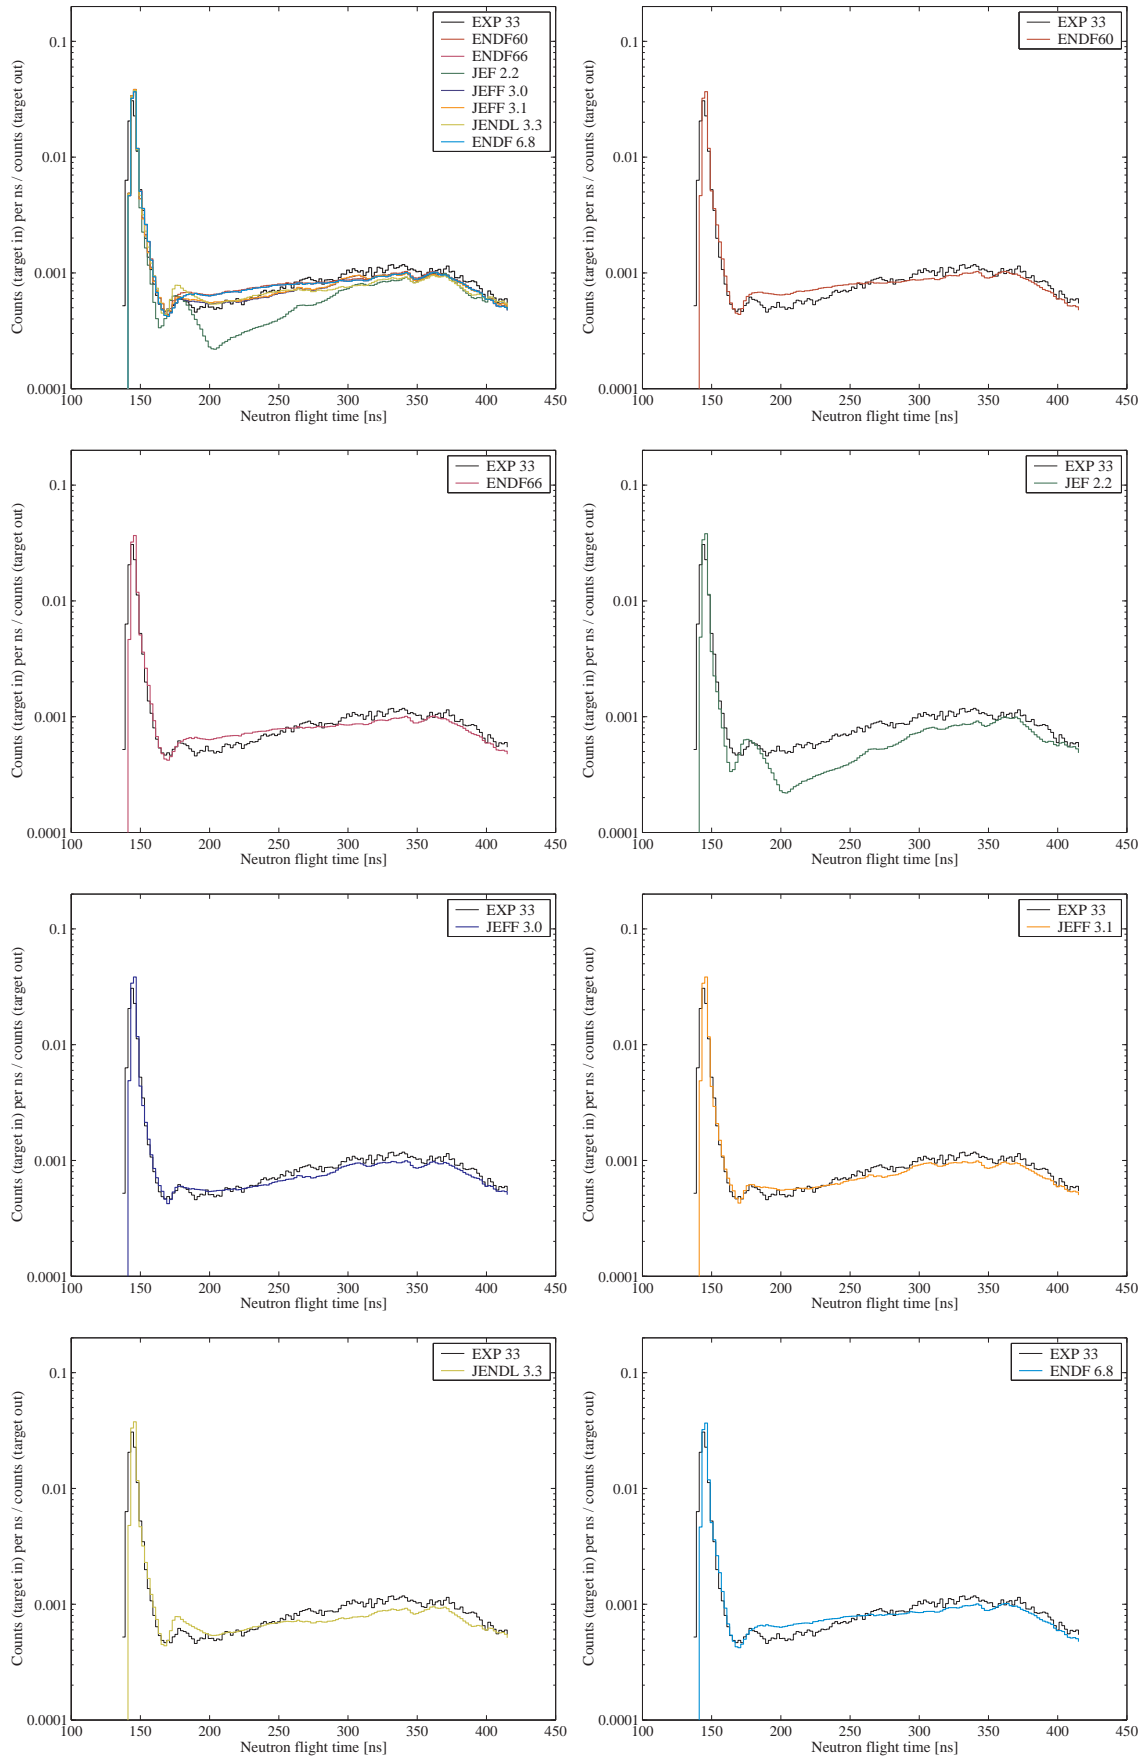 EXP 33
ENDF60
ENDF66
JEF 2.2
JEFF 3.0
JEFF 3.1
JENDL 3.3
ENDF 6.8
0.1
0.01
0.001
0.0001
100 150 200 250 300 350 400 450
Neutron flight time [ns]
Counts (target in) per ns / counts (target out)
EXP 33
ENDF60
0.1
0.01
0.001
0.0001
100 150 200 250 300 350 400 450
Neutron flight time [ns]
Counts (target in) per ns / counts (target out)
EXP 33
ENDF66
0.1
0.01
0.001
0.0001
100 150 200 250 300 350 400 450
Neutron flight time [ns]
Counts (target in) per ns / counts (target out)
EXP 33
JEF 2.2
0.1
0.01
0.001
0.0001
100 150 200 250 300 350 400 450
Neutron flight time [ns]
Counts (target in) per ns / counts (target out)
EXP 33
JEFF 3.0
0.1
0.01
0.001
0.0001
100 150 200 250 300 350 400 450
Neutron flight time [ns]
Counts (target in) per ns / counts (target out)
EXP 33
JEFF 3.1
0.1
0.01
0.001
0.0001
100 150 200 250 300 350 400 450
Neutron flight time [ns]
Counts (target in) per ns / counts (target out)
EXP 33
JENDL 3.3
0.1
0.01
0.001
0.0001
100 150 200 250 300 350 400 450
Neutron flight time [ns]
Counts (target in) per ns / counts (target out)
EXP 33
ENDF 6.8
0.1
0.01
0.001
0.0001
100 150 200 250 300 350 400 450
Neutron flight time [ns]
Counts (target in) per ns / counts (target out)